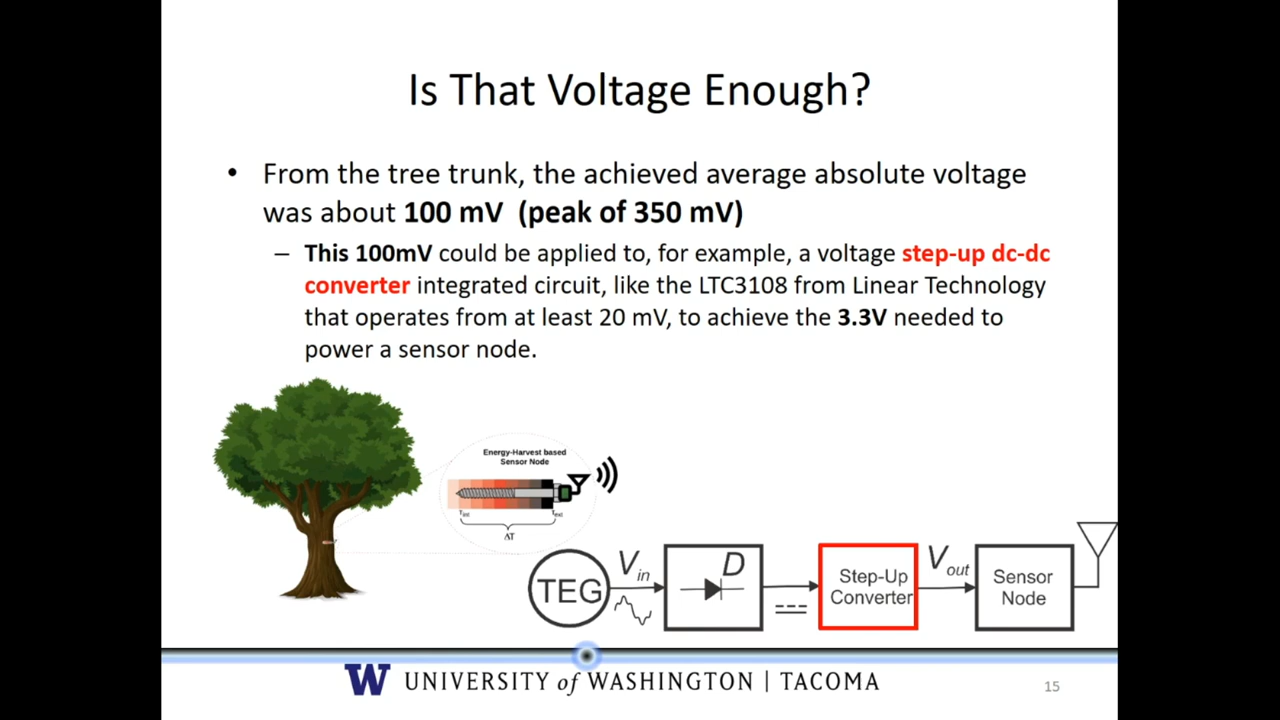 Is That Voltage Enough?
• From the tree trunk, the achieved average absolute voltage
was about 100 mV (peak of 350 mV)
– This 100mV could be applied to, for example, a voltage step-up dc-dc
converter integrated circuit, like the LTC3108 from Linear Technology
that operates from at least 20 mV, to achieve the 3.3V needed to
power a sensor node.
Energy-Harvest based
Sensor Node
Tint
Text
ΔT
TEG
Vin
D
Step-Up
Converter
Vout
Sensor
Node
W UNIVERSITY of WASHINGTON | TACOMA
15